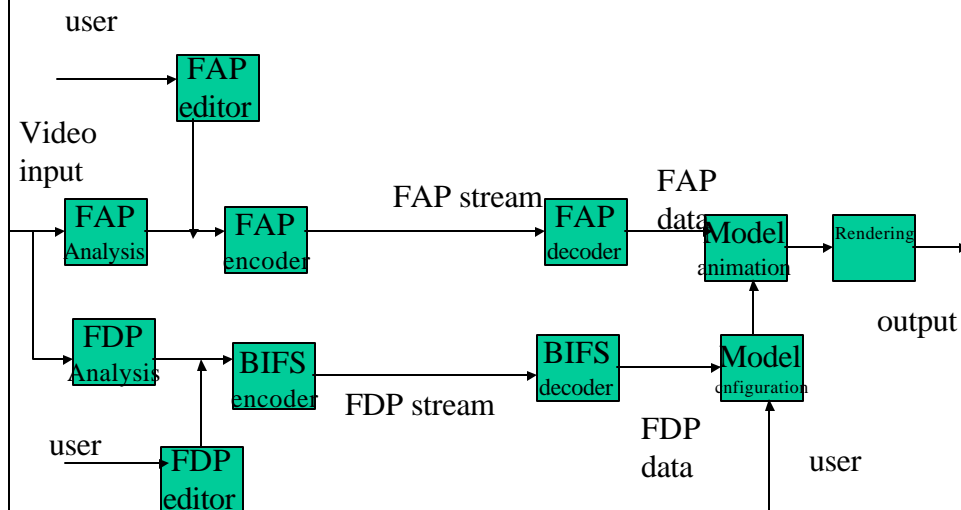 user
FAP
editor
Video
input
FAP stream
FAP
data
FAP
Analysis
FAP
encoder
FAP
decoder
Model
animation
Rendering
output
FDP
Analysis
BIFS
encoder
FDP stream
BIFS
decoder
Model
cnfiguration
FDP
data
user
user
FDP
editor